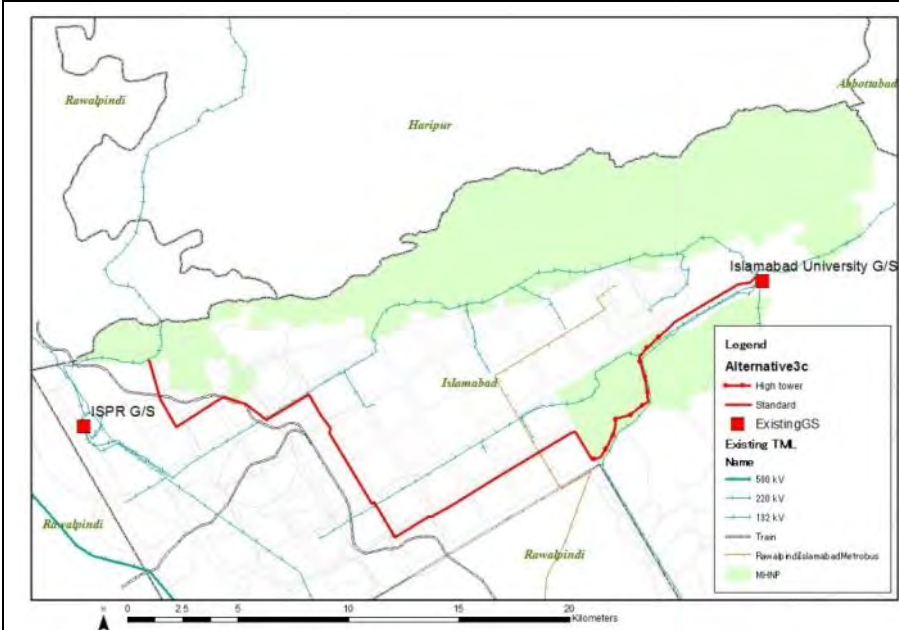 Rawalpindi
Haripur
Abbottabad
Islamabad University G/S
Islamabad
ISPR G/S
Rawalpindi
Rawalpindi
Legend
Alternative3c
High tower
Standard
ExistingGS
Existing TML
Name
500 kV
220 kV
132 kV
Train
RawalpindiIslamabadMetrobus
MHNP
N
0 2.5 5 10 15 20
Kilometers